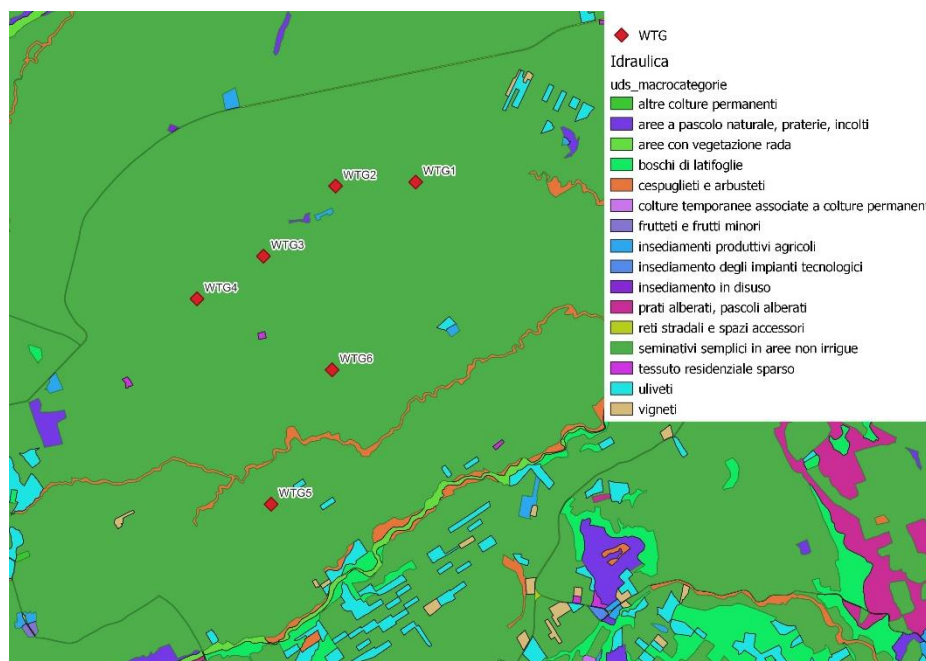 WTG
Idraulica
uds_macrocategorie
altre colture permanenti
aree a pascolo naturale, praterie, incolti
aree con vegetazione rada
boschi di latifoglie
cespuglieti e arbusteti
colture temporanee associate a colture permanent
frutteti e frutti minori
insediamenti produttivi agricoli
insediamento degli impianti tecnologici
insediamento in disuso
prati alberati, pascoli alberati
reti stradali e spazi accessori
seminativi semplici in aree non irrigue
tessuto residenziale sparso
uliveti
vigneti
WTG2
WTG1
WTG3
WTG4
WTG6
WTG5